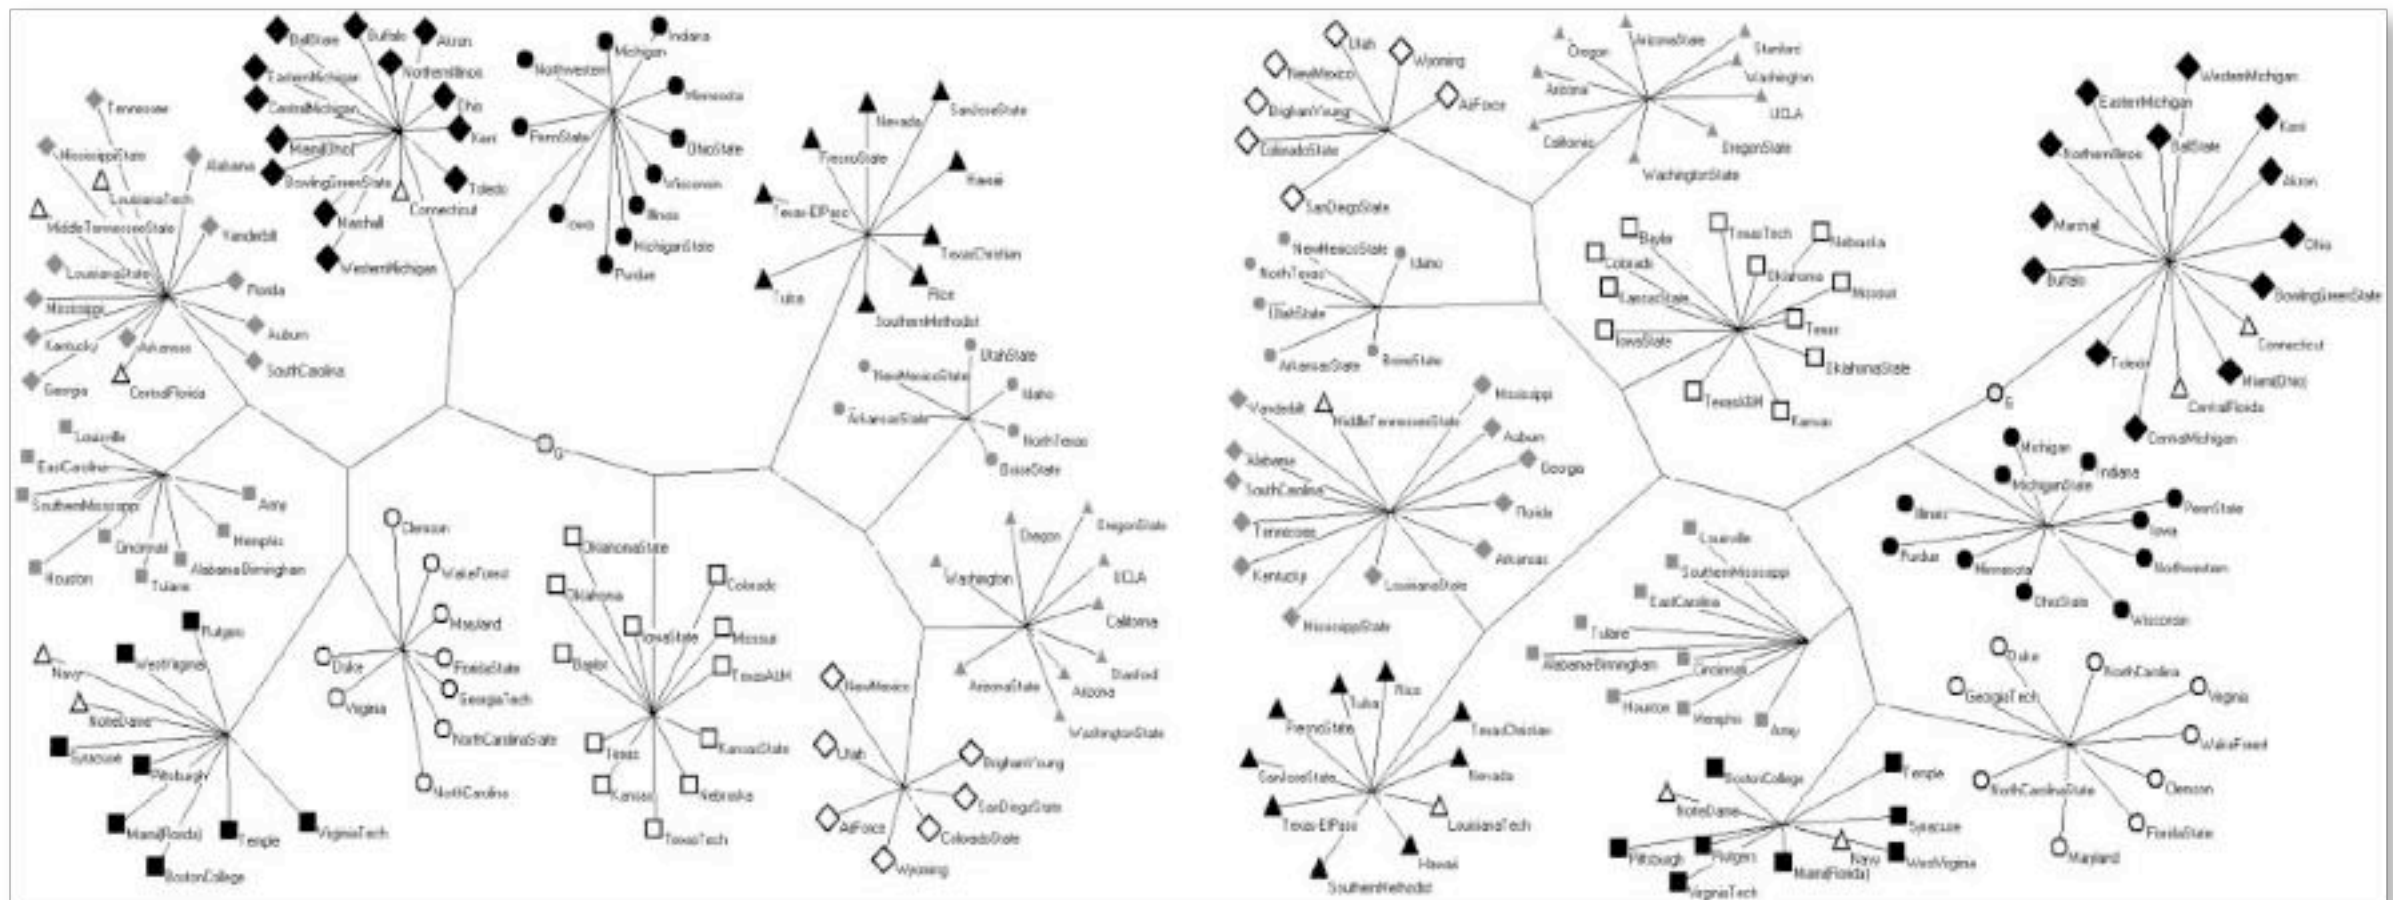 BallState
Buffalo
Akron
EasternMichigan
NorthernIllinois
CentralMichigan
Ohio
Kent
Miami(Ohio)
BowlingGreenState
Toledo
Connecticut
Marshall
WesternMichigan
Indiana
Michigan
Northwestern
Minnesota
PennState
OhioState
Wisconsin
Iowa
Illinois
MichiganState
Purdue
SanJoseState
Nevada
FresnoState
Hawaii
Texas-ElPaso
TexasChristian
Tulsa
Rice
SouthernMethodist
Tennessee
MississippiState
Alabama
LouisianaTech
MiddleTennesseeState
Vanderbilt
LouisianaState
Florida
Mississippi
Auburn
Kentucky
Arkansas
SouthCarolina
Georgia
CentralFlorida
UtahState
NewMexicoState
Idaho
ArkansasState
NorthTexas
BoiseState
Louisville
EastCarolina
SouthernMississippi
Army
Cincinnati
Memphis
Houston
Tulane
Alabama-Birmingham
G
Clemson
WakeForest
Maryland
Duke
FloridaState
Virginia
GeorgiaTech
NorthCarolinaState
NorthCarolina
OklahomaState
Oklahoma
Colorado
IowaState
Missouri
Baylor
TexasA&M
Texas
KansasState
Kansas
Nebraska
TexasTech
Oregon
OregonState
Washington
UCLA
California
ArizonaState
Arizona
Stanford
WashingtonState
Rutgers
WestVirginia
Navy
NotreDame
Syracuse
Pittsburgh
Miami(Florida)
Temple
VirginiaTech
BostonCollege
NewMexico
Utah
BrighamYoung
SanDiegoState
AirForce
ColoradoState
Wyoming
Utah
Wyoming
NewMexico
BrighamYoung
AirForce
ColoradoState
SanDiegoState
Oregon
ArizonaState
Stanford
Arizona
Washington
UCLA
California
OregonState
WashingtonState
WesternMichigan
EasternMichigan
Kent
NorthernIllinois
BallState
Akron
Marshall
Ohio
Buffalo
BowlingGreenState
Connecticut
Toledo
Miami(Ohio)
CentralFlorida
CentralMichigan
G
NewMexicoState
Idaho
NorthTexas
UtahState
ArkansasState
BoiseState
Baylor
TexasTech
Nebraska
Colorado
Oklahoma
KansasState
Missouri
Texas
IowaState
OklahomaState
TexasA&M
Kansas
Vanderbilt
MiddleTennesseeState
Mississippi
Auburn
Alabama
Georgia
SouthCarolina
Florida
Tennessee
Arkansas
Kentucky
LouisianaState
MississippiState
Michigan
MichiganState
Indiana
Illinois
PennState
Iowa
Purdue
Minnesota
Northwestern
OhioState
Wisconsin
Louisville
SouthernMississippi
EastCarolina
Tulane
Alabama-Birmingham
Cincinnati
Houston
Memphis
Army
Duke
NorthCarolina
GeorgiaTech
Virginia
WakeForest
NorthCarolinaState
Clemson
FloridaState
Maryland
Rice
Tulsa
FresnoState
TexasChristian
SanJoseState
Nevada
Texas-ElPaso
LouisianaTech
Hawaii
SouthernMethodist
BostonCollege
Temple
NotreDame
Syracuse
Pittsburgh
Rutgers
Navy
WestVirginia
Miami(Florida)
VirginiaTech